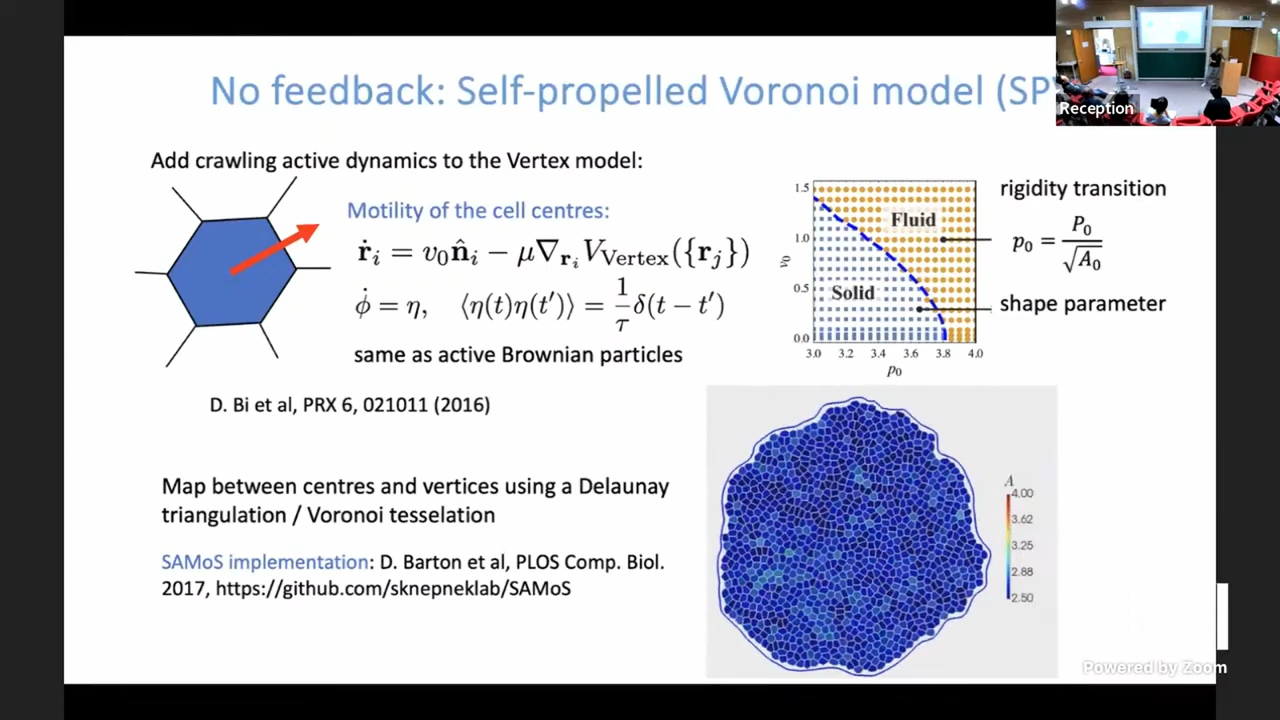 No feedback: Self-propelled Voronoi model (SP
Reception
Add crawling active dynamics to the Vertex model:
Motility of the cell centres:
ṙᵢ = v₀n̂ᵢ − μ∇ᵣᵢ V_Vertex({rⱼ})
ϕ̇ = η, ⟨η(t)η(t′)⟩ = 1/τ δ(t − t′)
same as active Brownian particles
D. Bi et al, PRX 6, 021011 (2016)
1.5
1.0
0.5
0.0
v₀
Fluid
Solid
3.0 3.2 3.4 3.6 3.8 4.0
p₀
rigidity transition
p₀ = P₀/√A₀
shape parameter
Map between centres and vertices using a Delaunay
triangulation / Voronoi tesselation
SAMoS implementation: D. Barton et al, PLOS Comp. Biol.
2017, https://github.com/sknepneklab/SAMoS
A
4.00
3.62
3.25
2.88
2.50
Powered by Zoom